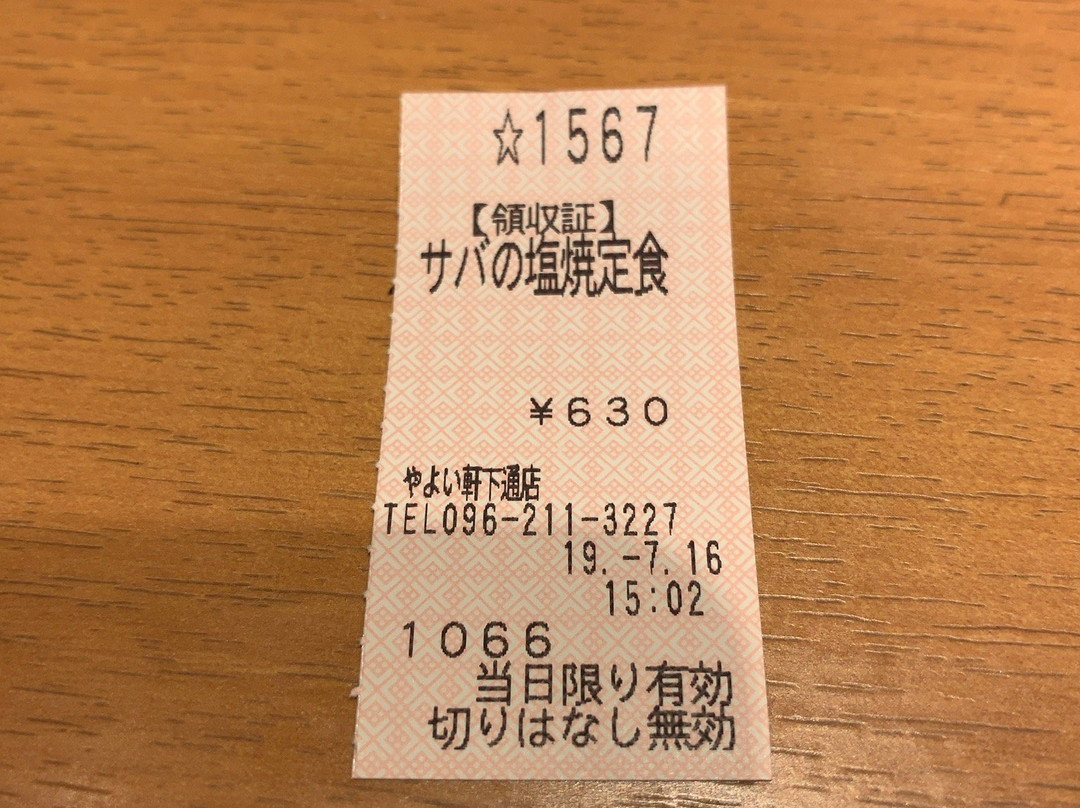 ☆1567
【領収証】
サバの塩焼定食
￥６３０
やよい軒下通店
TEL096-211-3227
19.-7.16
15:02
１０６６
当日限り有効
切りはなし無効